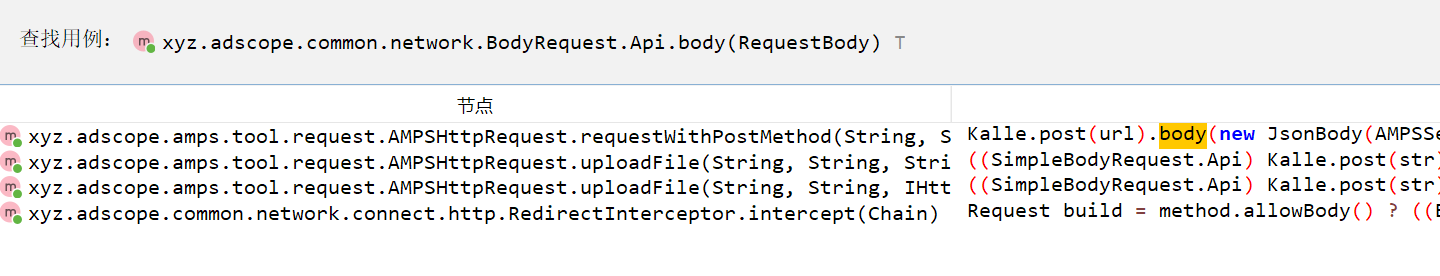 查找用例： m xyz.adscope.common.network.BodyRequest.Api.body(RequestBody) T
节点
m xyz.adscope.amps.tool.request.AMPSHttpRequest.requestWithPostMethod(String, S Kalle.post(url).body(new JsonBody(AMPSSe
m xyz.adscope.amps.tool.request.AMPSHttpRequest.uploadFile(String, String, Stri ((SimpleBodyRequest.Api) Kalle.post(str)
m xyz.adscope.amps.tool.request.AMPSHttpRequest.uploadFile(String, String, IHtt ((SimpleBodyRequest.Api) Kalle.post(str)
m xyz.adscope.common.network.connect.http.RedirectInterceptor.intercept(Chain) Request build = method.allowBody() ? ((